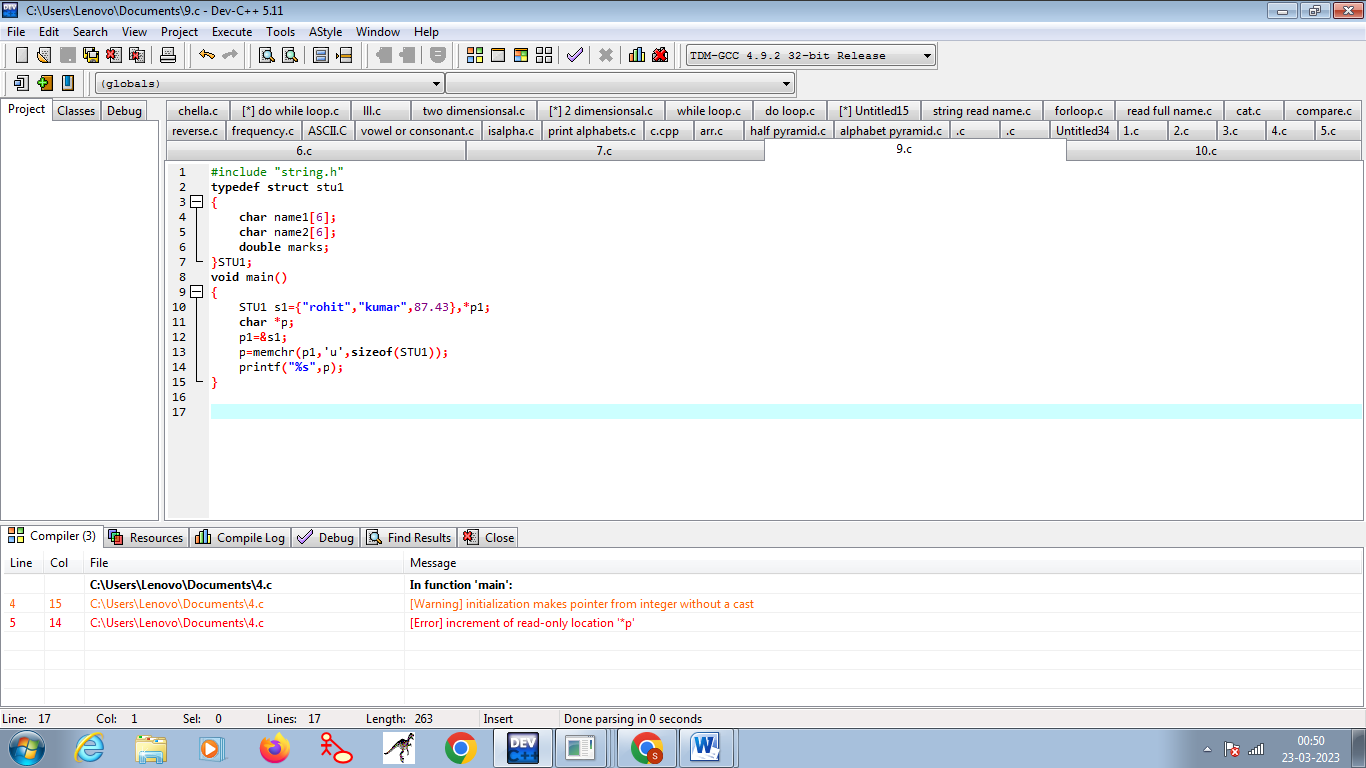 C:\Users\Lenovo\Documents\9.c - Dev-C++ 5.11
File Edit Search View Project Execute Tools AStyle Window Help
TDM-GCC 4.9.2 32-bit Release
(globals)
Project Classes Debug
chella.c [*] do while loop.c lll.c two dimensionsal.c [*] 2 dimensionsal.c while loop.c do loop.c [*] Untitled15 string read name.c forloop.c read full name.c cat.c compare.c
reverse.c frequency.c ASCII.C vowel or consonant.c isalpha.c print alphabets.c c.cpp arr.c half pyramid.c alphabet pyramid.c .c .c Untitled34 1.c 2.c 3.c 4.c 5.c
6.c 7.c 9.c 10.c
1 #include "string.h"
2 typedef struct stu1
3 {
4 char name1[6];
5 char name2[6];
6 double marks;
7 }STU1;
8 void main()
9 {
10 STU1 s1={"rohit","kumar",87.43},*p1;
11 char *p;
12 p1=&s1;
13 p=memchr(p1,'u',sizeof(STU1));
14 printf("%s",p);
15 }
16
17
Compiler (3) Resources Compile Log Debug Find Results Close
Line Col File Message
C:\Users\Lenovo\Documents\4.c In function 'main':
4 15 C:\Users\Lenovo\Documents\4.c [Warning] initialization makes pointer from integer without a cast
5 14 C:\Users\Lenovo\Documents\4.c [Error] increment of read-only location '*p'
Line: 17 Col: 1 Sel: 0 Lines: 17 Length: 263 Insert Done parsing in 0 seconds
DEV C++ S W
00:50
23-03-2023